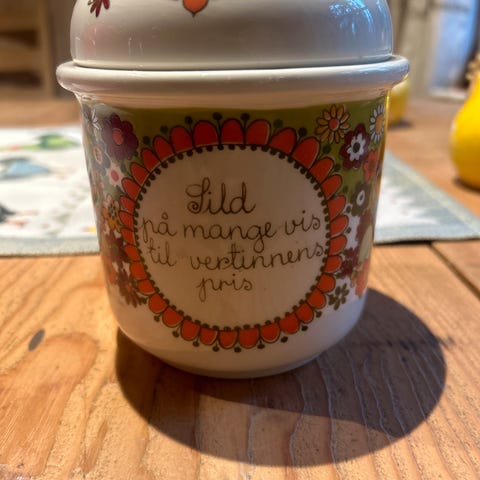 Sild
på mange vis
til vertinnens
pris